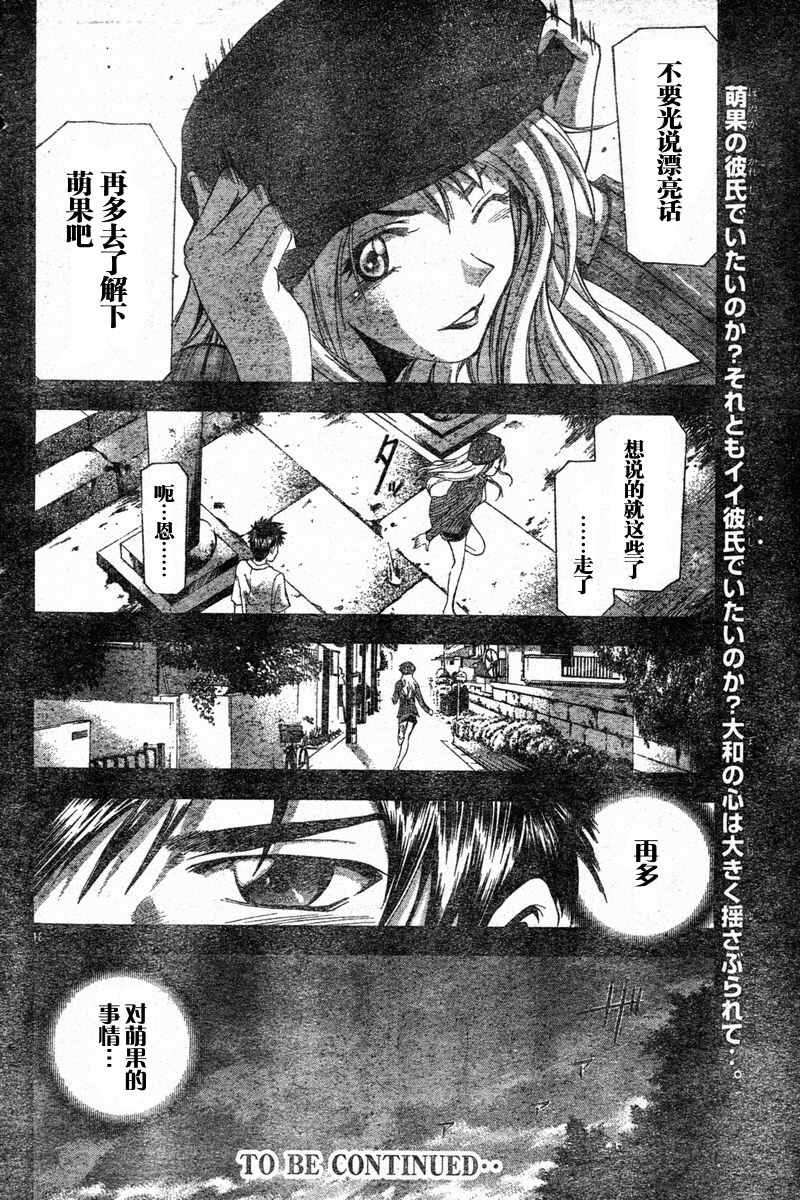 不要光说漂亮话
再多去了解下
萌果吧
想说的就这些了
……走了
呃…恩……
ダッ
再多
对萌果的
事情…
萌果の彼氏でいたいのか？それともイイ彼氏でいたいのか？大和の心は大きく揺さぶられて…。
TO BE CONTINUED‥